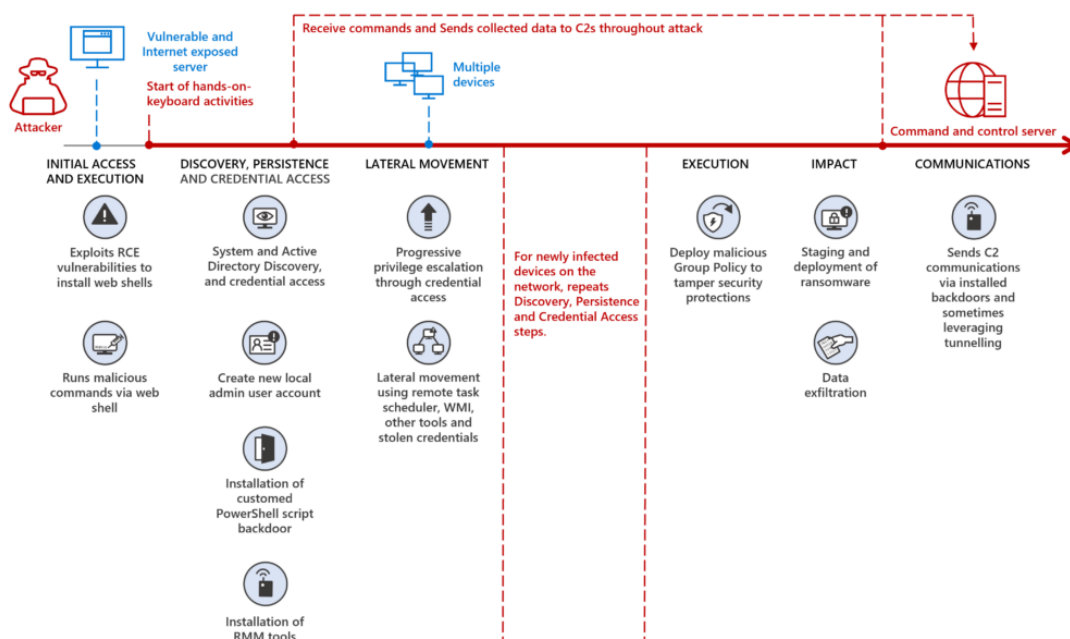 Receive commands and Sends collected data to C2s throughout attack
Vulnerable and
Internet exposed
server
Start of hands-on-
keyboard activities
Attacker
Multiple
devices
Command and control server
INITIAL ACCESS
AND EXECUTION
Exploits RCE
vulnerabilities to
install web shells
Runs malicious
commands via web
shell
DISCOVERY, PERSISTENCE
AND CREDENTIAL ACCESS
System and Active
Directory Discovery,
and credential access
Create new local
admin user account
Installation of
customed
PowerShell script
backdoor
Installation of
RMM tools
LATERAL MOVEMENT
Progressive
privilege escalation
through credential
access
Lateral movement
using remote task
scheduler, WMI,
other tools and
stolen credentials
For newly infected
devices on the
network, repeats
Discovery, Persistence
and Credential Access
steps.
EXECUTION
Deploy malicious
Group Policy to
tamper security
protections
IMPACT
Staging and
deployment of
ransomware
Data
exfiltration
COMMUNICATIONS
Sends C2
communications
via installed
backdoors and
sometimes
leveraging
tunnelling